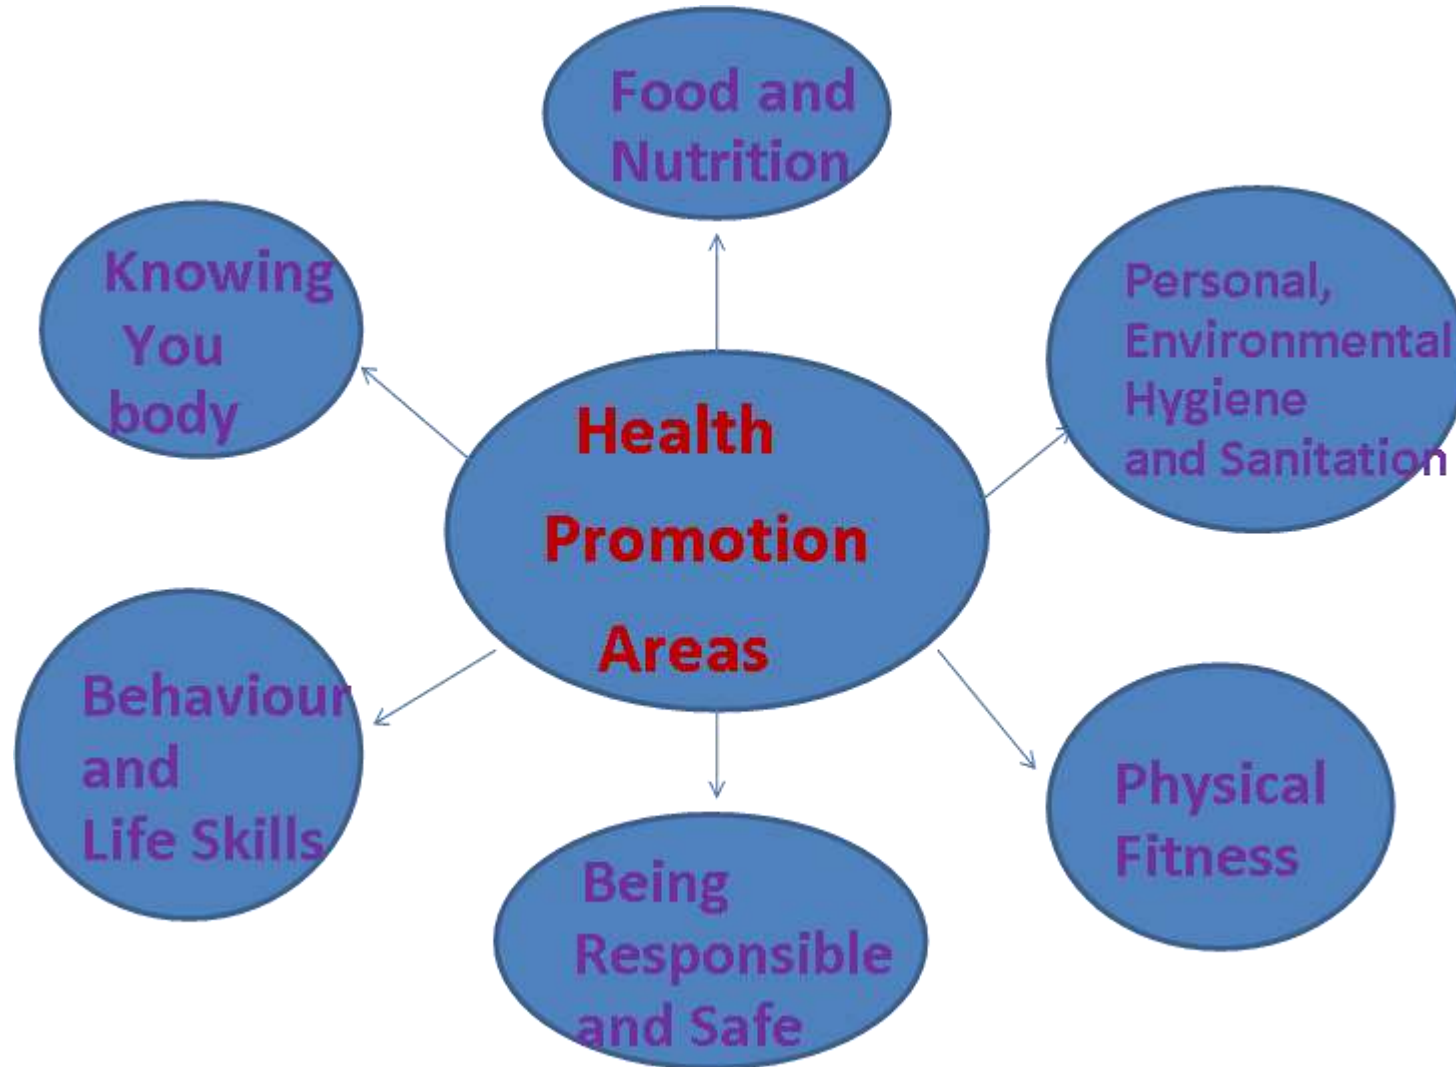 Food and
Nutrition
Knowing
You
body
Personal,
Environmental
Hygiene
and Sanitation
Health
Promotion
Areas
Behaviour
and
Life Skills
Physical
Fitness
Being
Responsible
and Safe